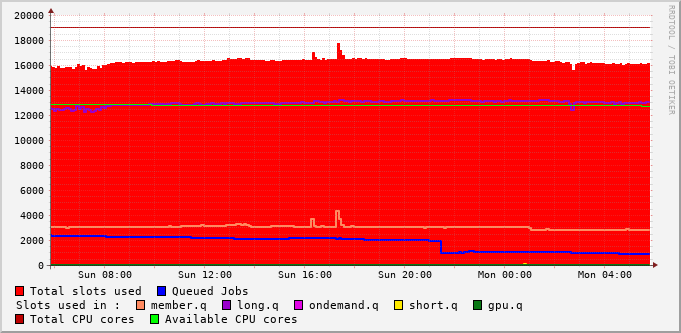 20000
18000
16000
14000
12000
10000
8000
6000
4000
2000
0
Sun 08:00 Sun 12:00 Sun 16:00 Sun 20:00 Mon 00:00 Mon 04:00
RRDTOOL / TOBI OETIKER
Total slots used Queued Jobs
Slots used in : member.q long.q ondemand.q short.q gpu.q
Total CPU cores Available CPU cores